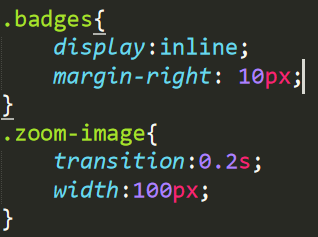 .badges{
display:inline;
margin-right: 10px;
}
.zoom-image{
transition:0.2s;
width:100px;
}